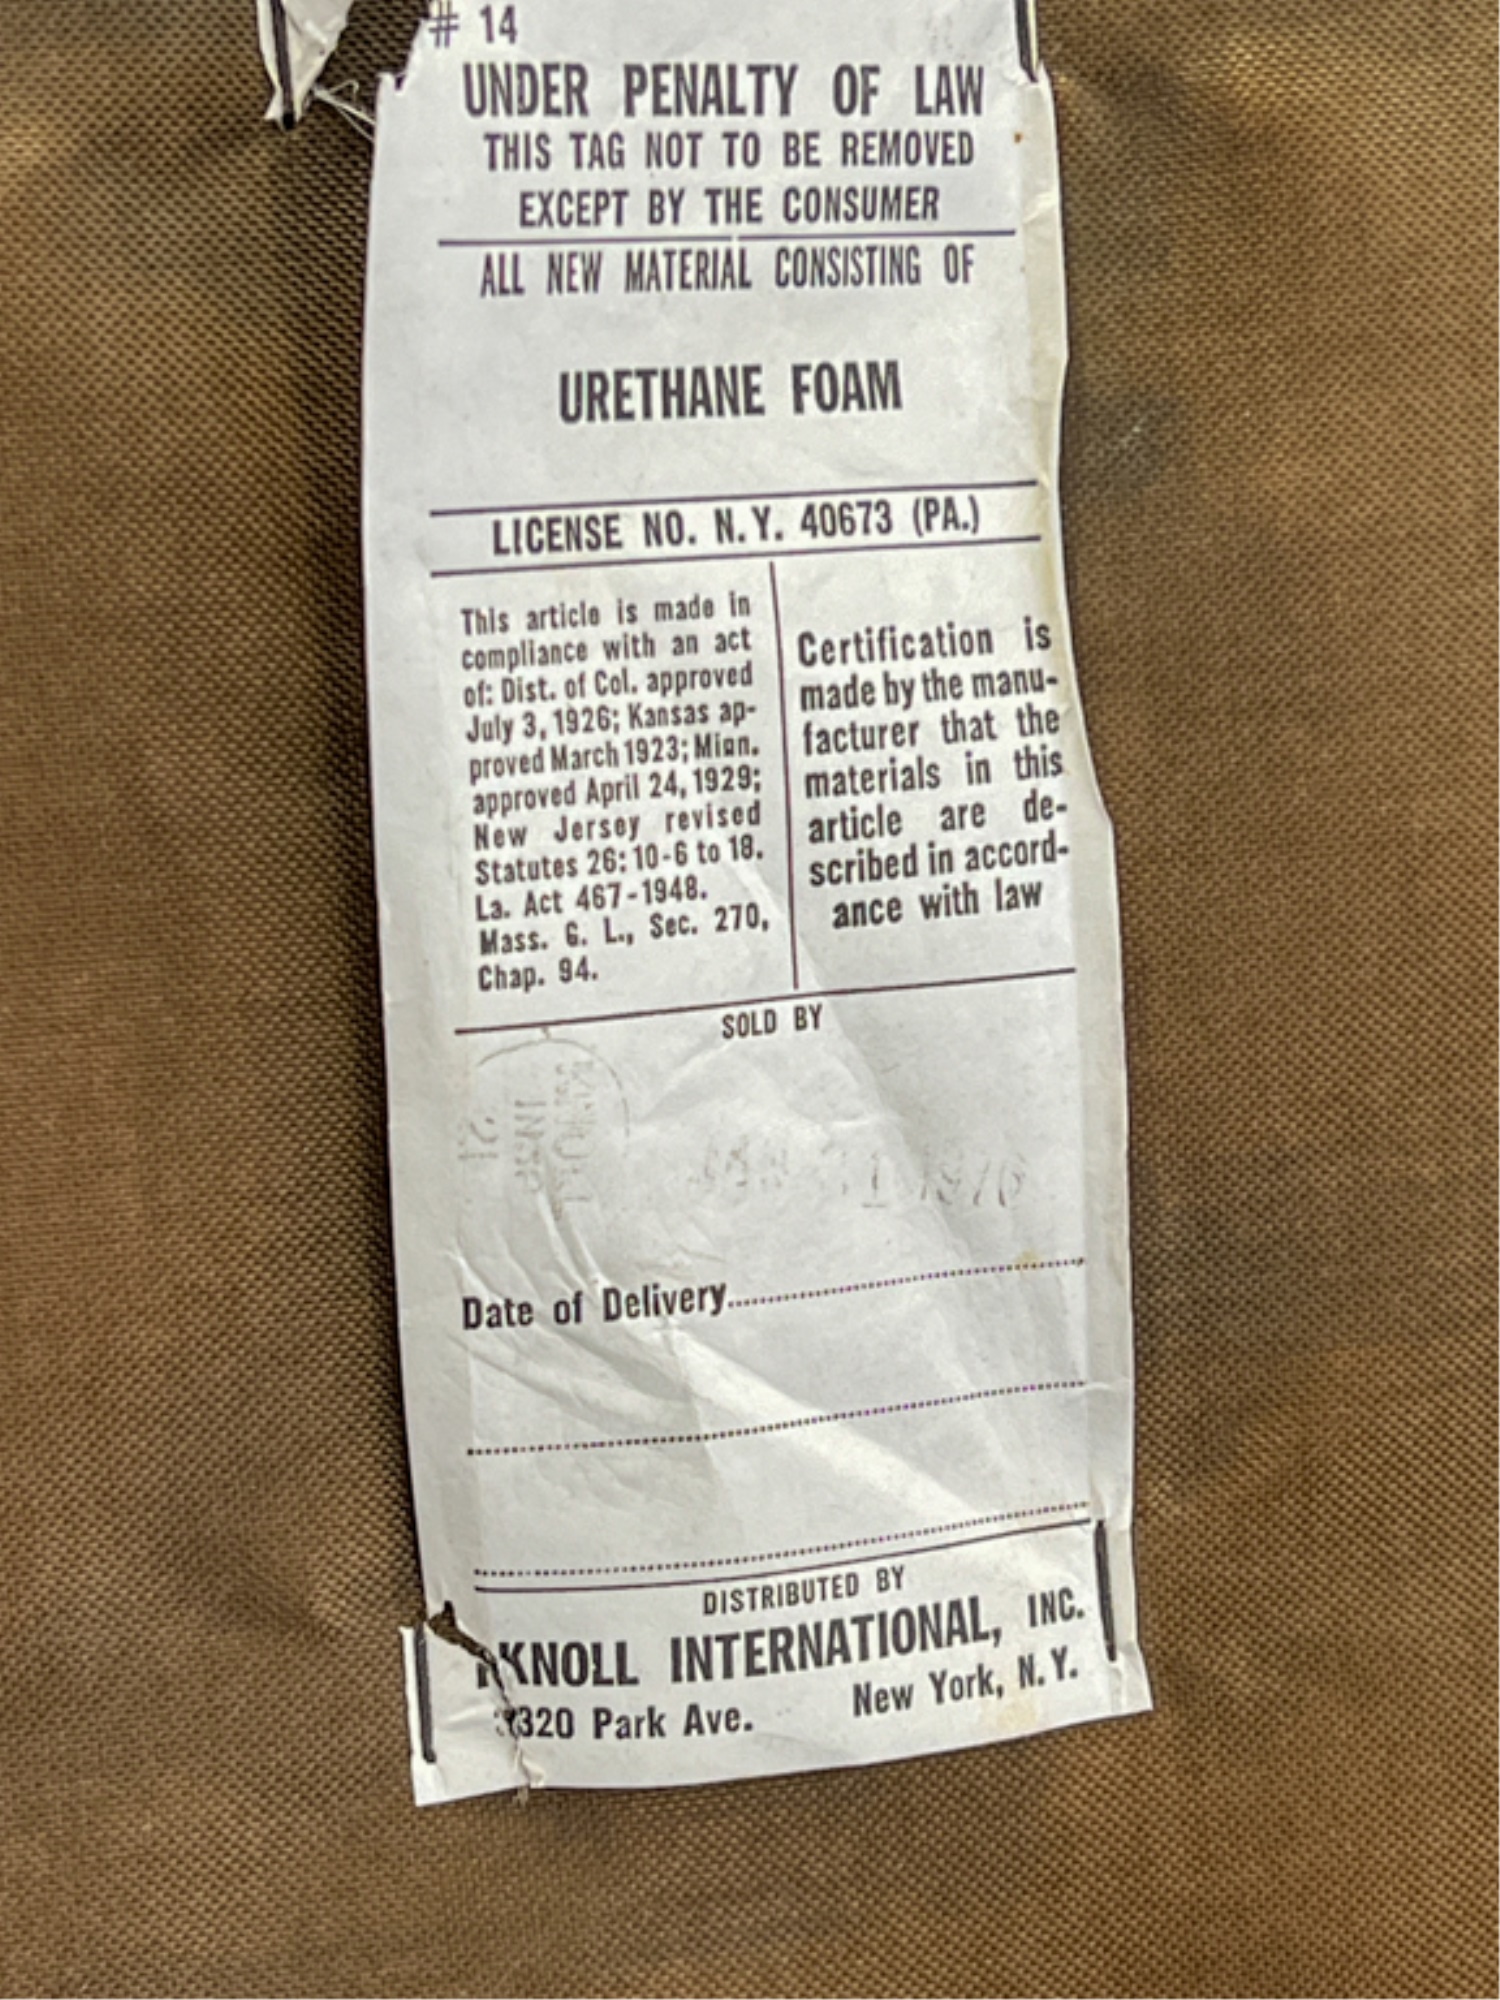 # 14
UNDER PENALTY OF LAW
THIS TAG NOT TO BE REMOVED
EXCEPT BY THE CONSUMER
ALL NEW MATERIAL CONSISTING OF
URETHANE FOAM
LICENSE NO. N.Y. 40673 (PA.)
This article is made in
compliance with an act
of: Dist. of Col. approved
July 3, 1926; Kansas ap-
proved March 1923; Minn.
approved April 24, 1929;
New Jersey revised
Statutes 26: 10-6 to 18.
La. Act 467-1948.
Mass. G. L., Sec. 270,
Chap. 94.
Certification is
made by the manu-
facturer that the
materials in this
article are de-
scribed in accord-
ance with law
SOLD BY
Date of Delivery
DISTRIBUTED BY
KNOLL INTERNATIONAL, INC.
320 Park Ave. New York, N.Y.